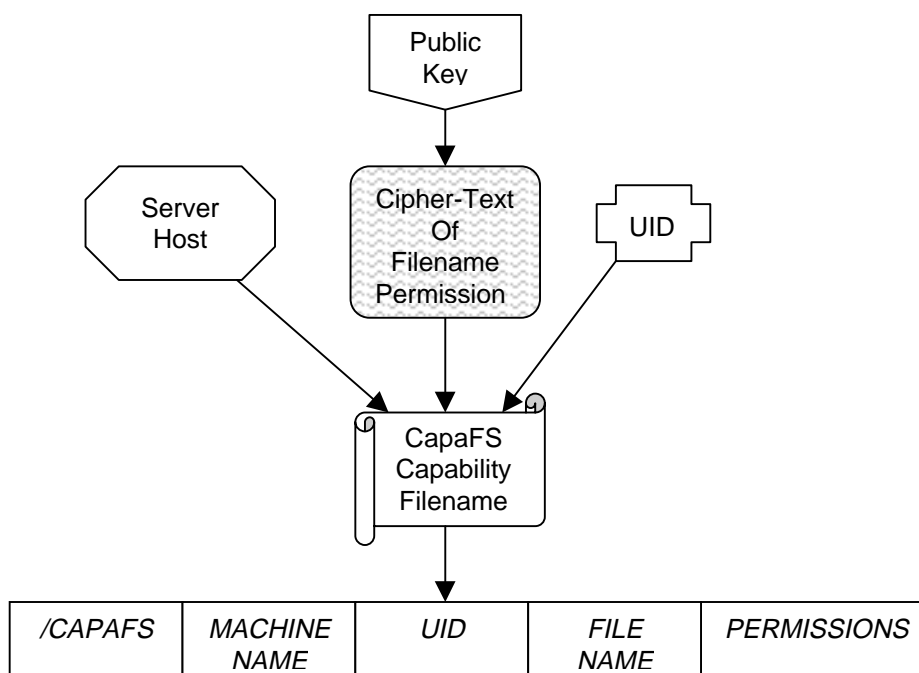 Public
Key
Server
Host
Cipher-Text
Of
Filename
Permission
UID
CapaFS
Capability
Filename
/CAPAFS
MACHINE
NAME
UID
FILE
NAME
PERMISSIONS